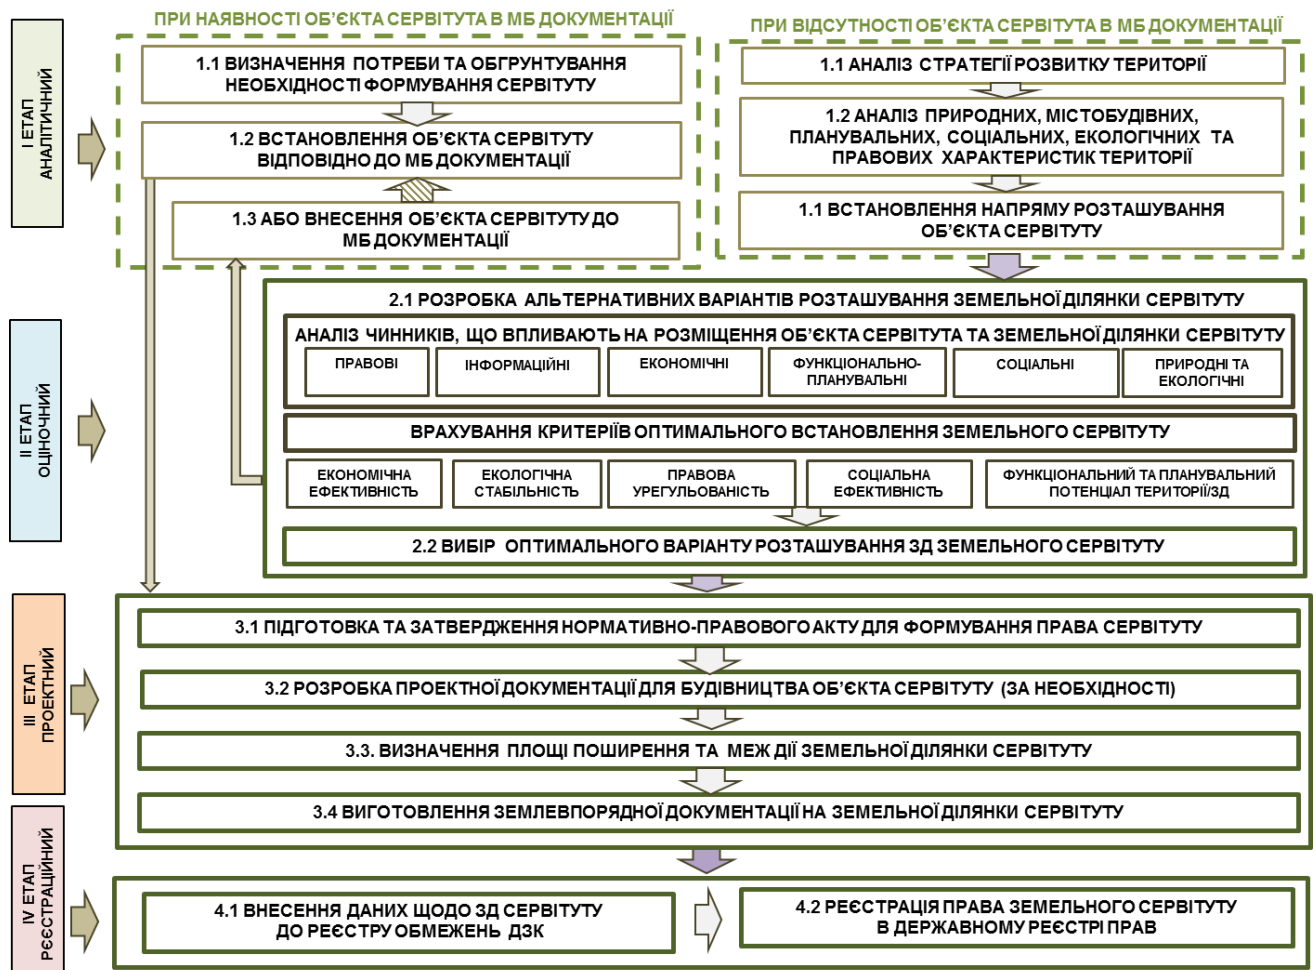 ПРИ НАЯВНОСТІ ОБ’ЄКТА СЕРВІТУТА В МБ ДОКУМЕНТАЦІЇ
ПРИ ВІДСУТНОСТІ ОБ’ЄКТА СЕРВІТУТА В МБ ДОКУМЕНТАЦІЇ
І ЕТАП
АНАЛІТИЧНИЙ
1.1 ВИЗНАЧЕННЯ ПОТРЕБИ ТА ОБГРУНТУВАННЯ
НЕОБХІДНОСТІ ФОРМУВАННЯ СЕРВІТУТУ
1.2 ВСТАНОВЛЕННЯ ОБ’ЄКТА СЕРВІТУТУ
ВІДПОВІДНО ДО МБ ДОКУМЕНТАЦІЇ
1.3 АБО ВНЕСЕННЯ ОБ’ЄКТА СЕРВІТУТУ ДО
МБ ДОКУМЕНТАЦІЇ
1.1 АНАЛІЗ СТРАТЕГІЇ РОЗВИТКУ ТЕРИТОРІЇ
1.2 АНАЛІЗ ПРИРОДНИХ, МІСТОБУДІВНИХ,
ПЛАНУВАЛЬНИХ, СОЦІАЛЬНИХ, ЕКОЛОГІЧНИХ ТА
ПРАВОВИХ ХАРАКТЕРИСТИК ТЕРИТОРІЇ
1.1 ВСТАНОВЛЕННЯ НАПРЯМУ РОЗТАШУВАННЯ
ОБ’ЄКТА СЕРВІТУТУ
ІІ ЕТАП
ОЦІНОЧНИЙ
2.1 РОЗРОБКА АЛЬТЕРНАТИВНИХ ВАРІАНТІВ РОЗТАШУВАННЯ ЗЕМЕЛЬНОЇ ДІЛЯНКИ СЕРВІТУТУ
АНАЛІЗ ЧИННИКІВ, ЩО ВПЛИВАЮТЬ НА РОЗМІЩЕННЯ ОБ’ЄКТА СЕРВІТУТА ТА ЗЕМЕЛЬНОЇ ДІЛЯНКИ СЕРВІТУТУ
ПРАВОВІ
ІНФОРМАЦІЙНІ
ЕКОНОМІЧНІ
ФУНКЦІОНАЛЬНО-
ПЛАНУВАЛЬНІ
СОЦІАЛЬНІ
ПРИРОДНІ ТА
ЕКОЛОГІЧНІ
ВРАХУВАННЯ КРИТЕРІЇВ ОПТИМАЛЬНОГО ВСТАНОВЛЕННЯ ЗЕМЕЛЬНОГО СЕРВІТУТУ
ЕКОНОМІЧНА
ЕФЕКТИВНІСТЬ
ЕКОЛОГІЧНА
СТАБІЛЬНІСТЬ
ПРАВОВА
УРЕГУЛЬОВАНІСТЬ
СОЦІАЛЬНА
ЕФЕКТИВНІСТЬ
ФУНКЦІОНАЛЬНИЙ ТА ПЛАНУВАЛЬНИЙ
ПОТЕНЦІАЛ ТЕРИТОРІЇ/ЗД
2.2 ВИБІР ОПТИМАЛЬНОГО ВАРІАНТУ РОЗТАШУВАННЯ ЗД ЗЕМЕЛЬНОГО СЕРВІТУТУ
ІІІ ЕТАП
ПРОЕКТНИЙ
3.1 ПІДГОТОВКА ТА ЗАТВЕРДЖЕННЯ НОРМАТИВНО-ПРАВОВОГО АКТУ ДЛЯ ФОРМУВАННЯ ПРАВА СЕРВІТУТУ
3.2 РОЗРОБКА ПРОЕКТНОЇ ДОКУМЕНТАЦІЇ ДЛЯ БУДІВНИЦТВА ОБ’ЄКТА СЕРВІТУТУ (ЗА НЕОБХІДНОСТІ)
3.3. ВИЗНАЧЕННЯ ПЛОЩІ ПОШИРЕННЯ ТА МЕЖ ДІЇ ЗЕМЕЛЬНОЇ ДІЛЯНКИ СЕРВІТУТУ
3.4 ВИГОТОВЛЕННЯ ЗЕМЛЕВПОРЯДНОЇ ДОКУМЕНТАЦІЇ НА ЗЕМЕЛЬНОЇ ДІЛЯНКИ СЕРВІТУТУ
IV ЕТАП
РЄЄСТРАЦІЙНИЙ
4.1 ВНЕСЕННЯ ДАНИХ ЩОДО ЗД СЕРВІТУТУ
ДО РЕЄСТРУ ОБМЕЖЕНЬ ДЗК
4.2 РЕЄСТРАЦІЯ ПРАВА ЗЕМЕЛЬНОГО СЕРВІТУТУ
В ДЕРЖАВНОМУ РЕЄСТРІ ПРАВ